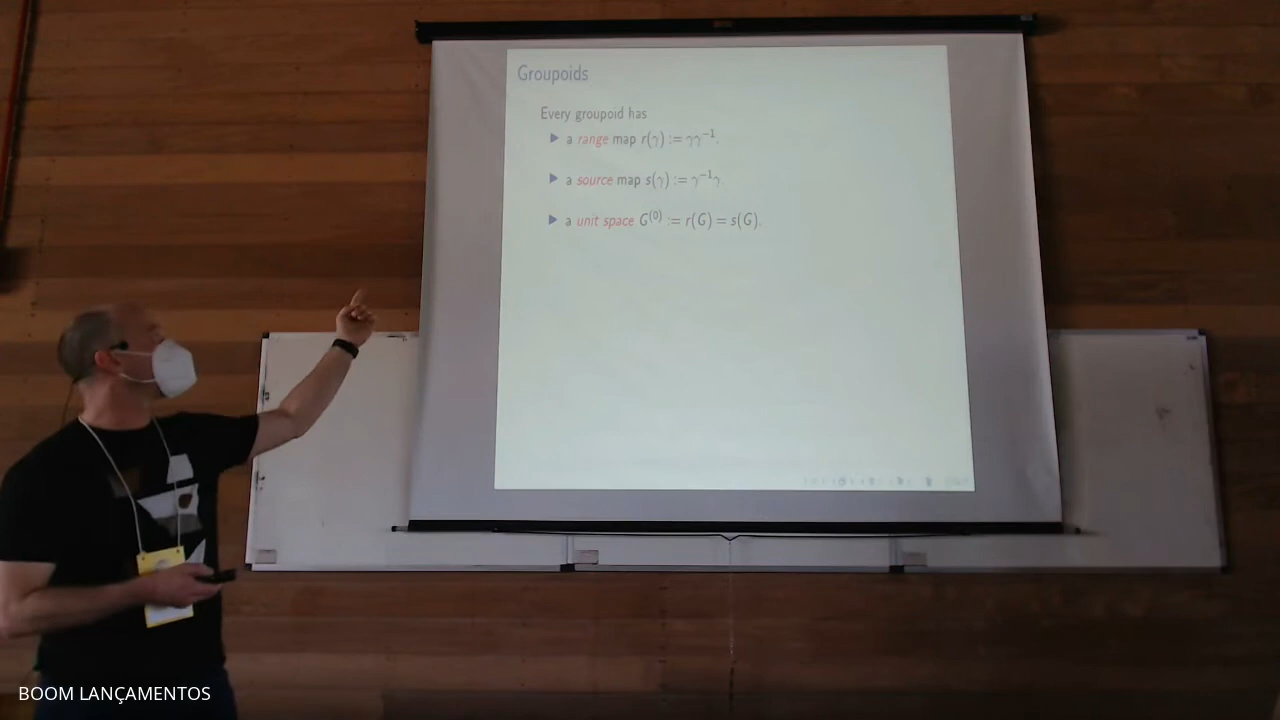 Groupoids
Every groupoid has
▶ a range map r(γ) := γγ⁻¹.
▶ a source map s(γ) := γ⁻¹γ.
▶ a unit space G⁽⁰⁾ := r(G) = s(G).
BOOM LANÇAMENTOS